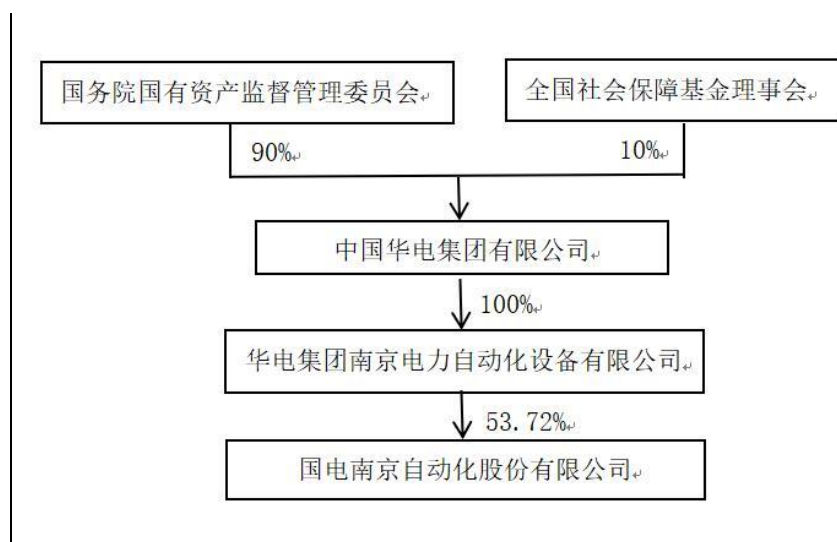 国务院国有资产监督管理委员会
全国社会保障基金理事会
90%
10%
中国华电集团有限公司
100%
华电集团南京电力自动化设备有限公司
53.72%
国电南京自动化股份有限公司